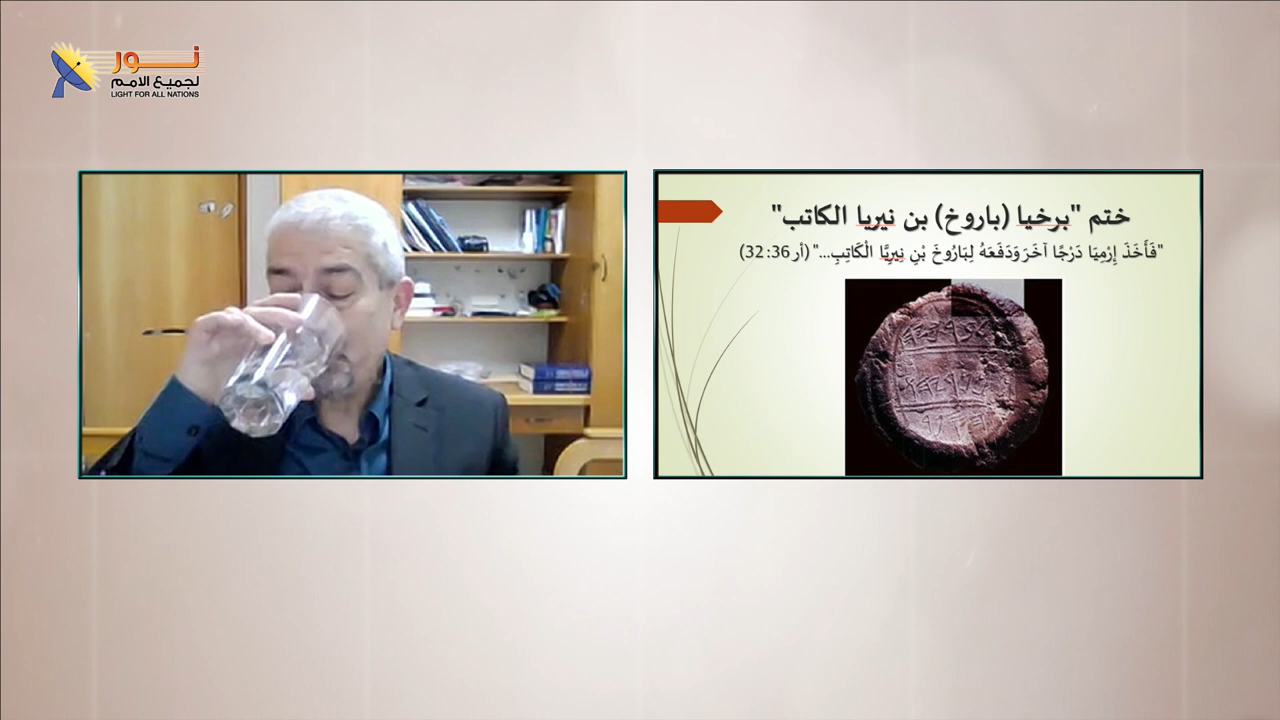 نـــور
لجميع الامم
LIGHT FOR ALL NATIONS
ختم "برخيا (باروخ) بن نيريا الكاتب"
"فَأَخَذَ إِرْمِيَا دَرْجًا آخَرَ وَدَفَعَهُ لِبَارُوخَ بْنِ نِيرِيَّا الْكَاتِبِ..." (أر 32:36)